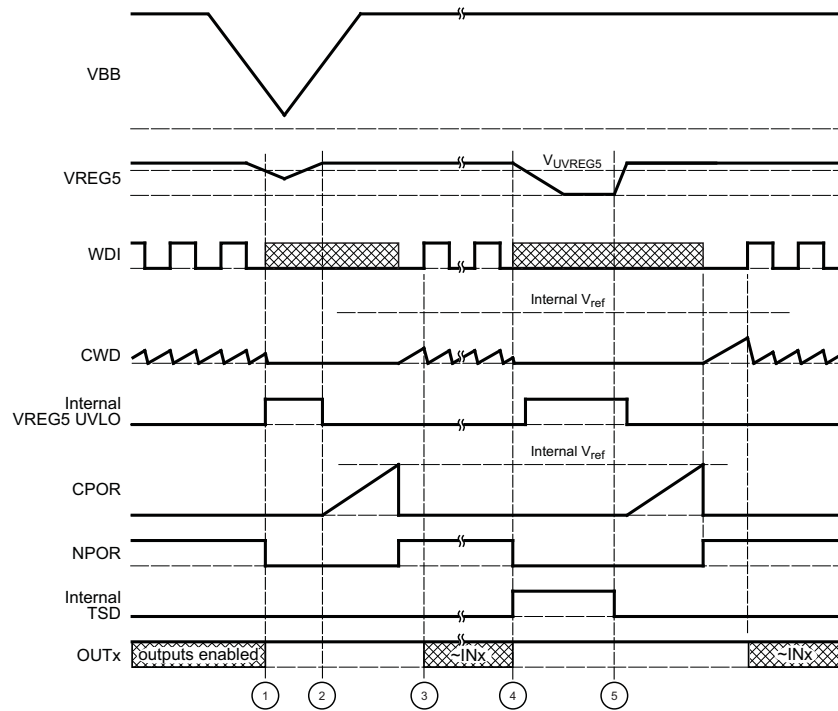 VBB
VREG5
VUVREG5
WDI
Internal Vref
CWD
Internal
VREG5 UVLO
Internal Vref
CPOR
NPOR
Internal
TSD
OUTx
outputs enabled
~INx
~INx
1
2
3
4
5